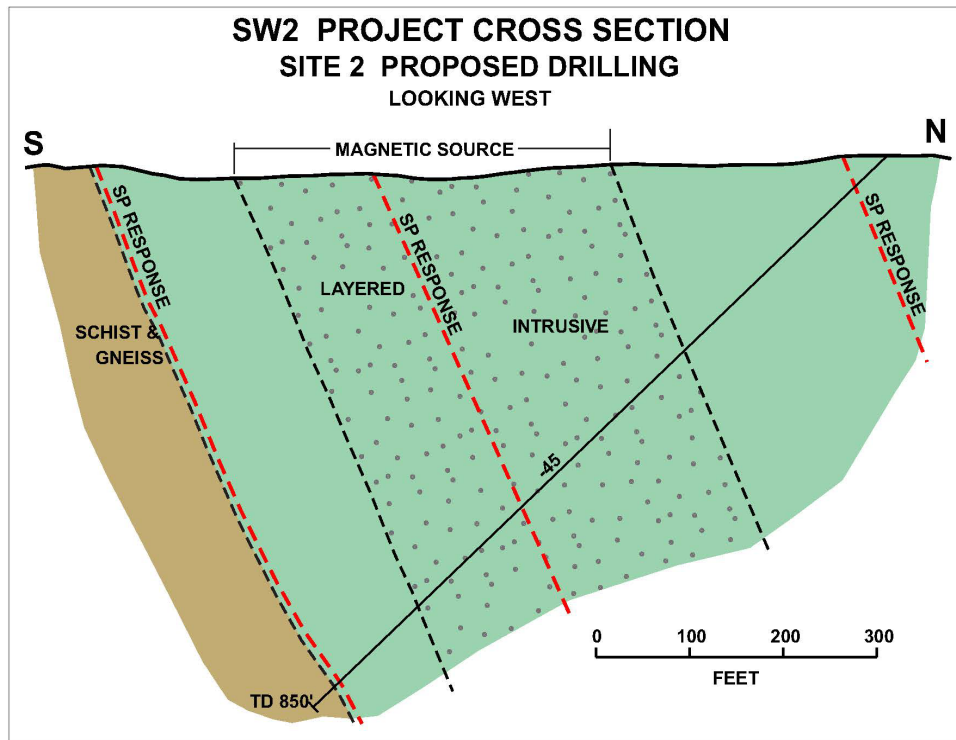 SW2 PROJECT CROSS SECTION
SITE 2 PROPOSED DRILLING
LOOKING WEST
S
N
MAGNETIC SOURCE
SP RESPONSE
SP RESPONSE
SP RESPONSE
LAYERED
INTRUSIVE
SCHIST &
GNEISS
-45
0 100 200 300
FEET
TD 850'